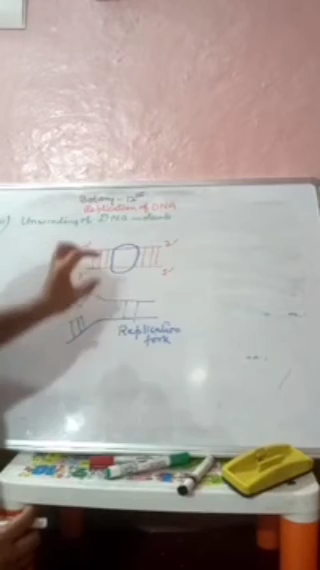 Botany - 12th
Replication of DNA
Unwinding of DNA molecule
3'
5'
Replication
fork